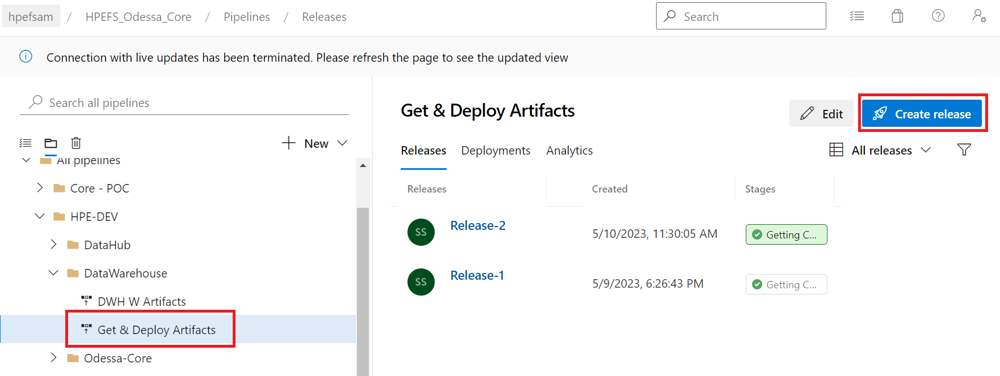 hpefsam / HPEFS_Odessa_Core / Pipelines / Releases
Search
Connection with live updates has been terminated. Please refresh the page to see the updated view
Search all pipelines
New
All pipelines
Core - POC
HPE-DEV
DataHub
DataWarehouse
DWH W Artifacts
Get & Deploy Artifacts
Odessa-Core
Get & Deploy Artifacts
Edit
Create release
Releases Deployments Analytics
All releases
Releases Created Stages
SS Release-2 5/10/2023, 11:30:05 AM Getting C...
SS Release-1 5/9/2023, 6:26:43 PM Getting C...